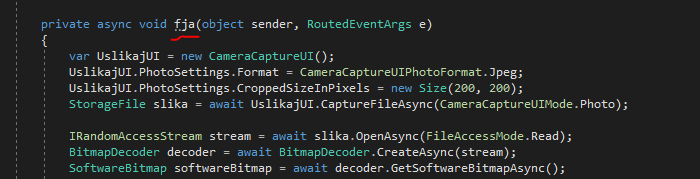 private async void fja(object sender, RoutedEventArgs e)
{
var UslikajUI = new CameraCaptureUI();
UslikajUI.PhotoSettings.Format = CameraCaptureUIPhotoFormat.Jpeg;
UslikajUI.PhotoSettings.CroppedSizeInPixels = new Size(200, 200);
StorageFile slika = await UslikajUI.CaptureFileAsync(CameraCaptureUIMode.Photo);
IRandomAccessStream stream = await slika.OpenAsync(FileAccessMode.Read);
BitmapDecoder decoder = await BitmapDecoder.CreateAsync(stream);
SoftwareBitmap softwareBitmap = await decoder.GetSoftwareBitmapAsync();